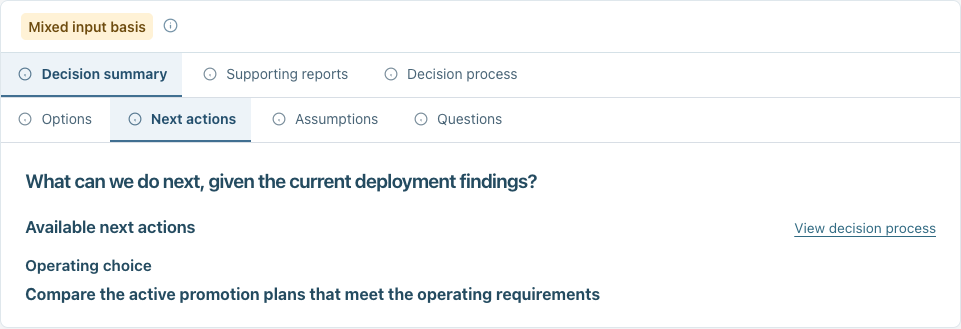 Mixed input basis
Decision summary
Supporting reports
Decision process
Options
Next actions
Assumptions
Questions
What can we do next, given the current deployment findings?
Available next actions
View decision process
Operating choice
Compare the active promotion plans that meet the operating requirements